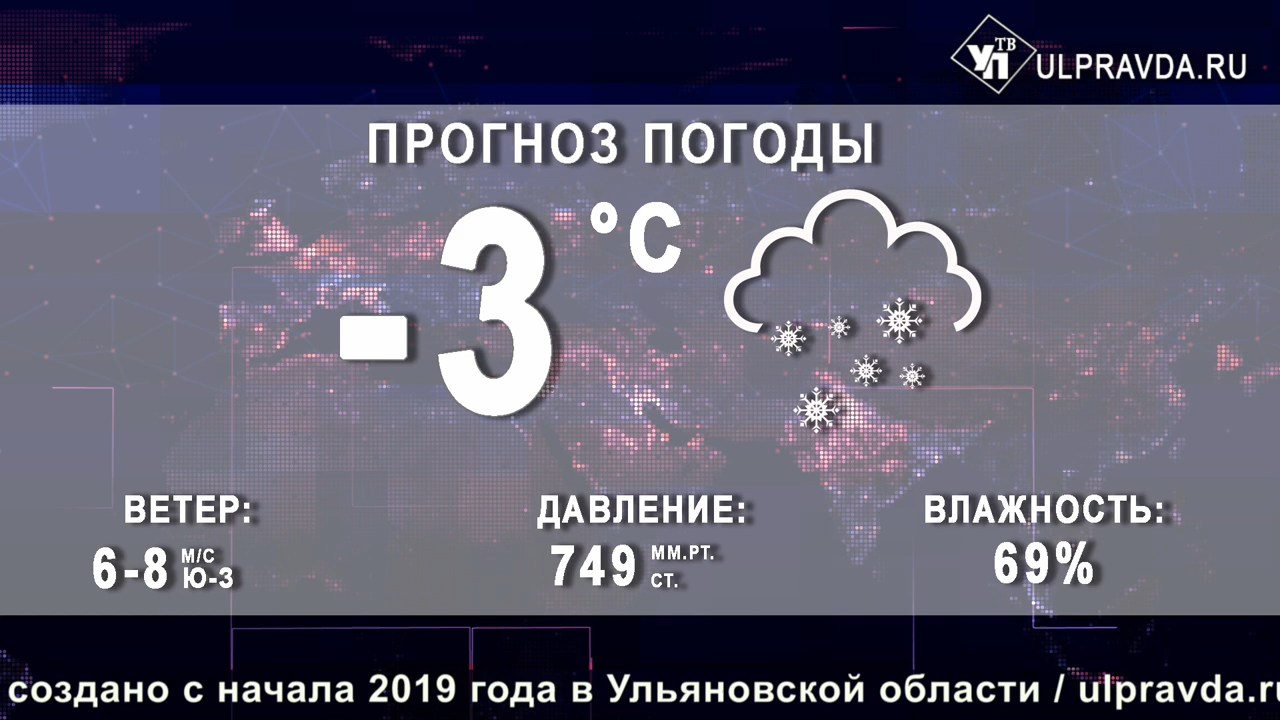 УП ТВ
ULPRAVDA.RU
ПРОГНОЗ ПОГОДЫ
-3 °C
ВЕТЕР:
6-8 М/С Ю-З
ДАВЛЕНИЕ:
749 ММ.РТ. СТ.
ВЛАЖНОСТЬ:
69%
создано с начала 2019 года в Ульяновской области / ulpravda.ru